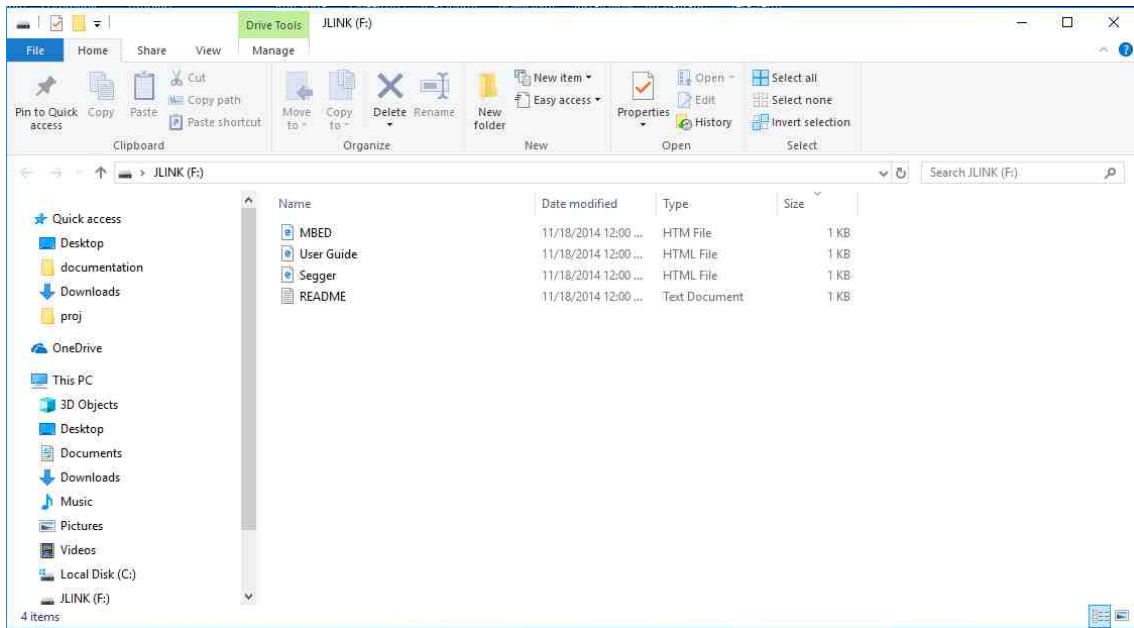 Drive Tools JLINK (F:)
File Home Share View Manage
Pin to Quick access
Copy
Paste
Cut
Copy path
Paste shortcut
Clipboard
Move to
Copy to
Delete
Rename
Organize
New folder
New item
Easy access
New
Properties
Open
Edit
History
Open
Select all
Select none
Invert selection
Select
JLINK (F:)
Search JLINK (F:)
Quick access
Desktop
documentation
Downloads
proj
OneDrive
This PC
3D Objects
Desktop
Documents
Downloads
Music
Pictures
Videos
Local Disk (C:)
JLINK (F:)
Name Date modified Type Size
MBED 11/18/2014 12:00 ... HTM File 1 KB
User Guide 11/18/2014 12:00 ... HTML File 1 KB
Segger 11/18/2014 12:00 ... HTML File 1 KB
README 11/18/2014 12:00 ... Text Document 1 KB
4 items